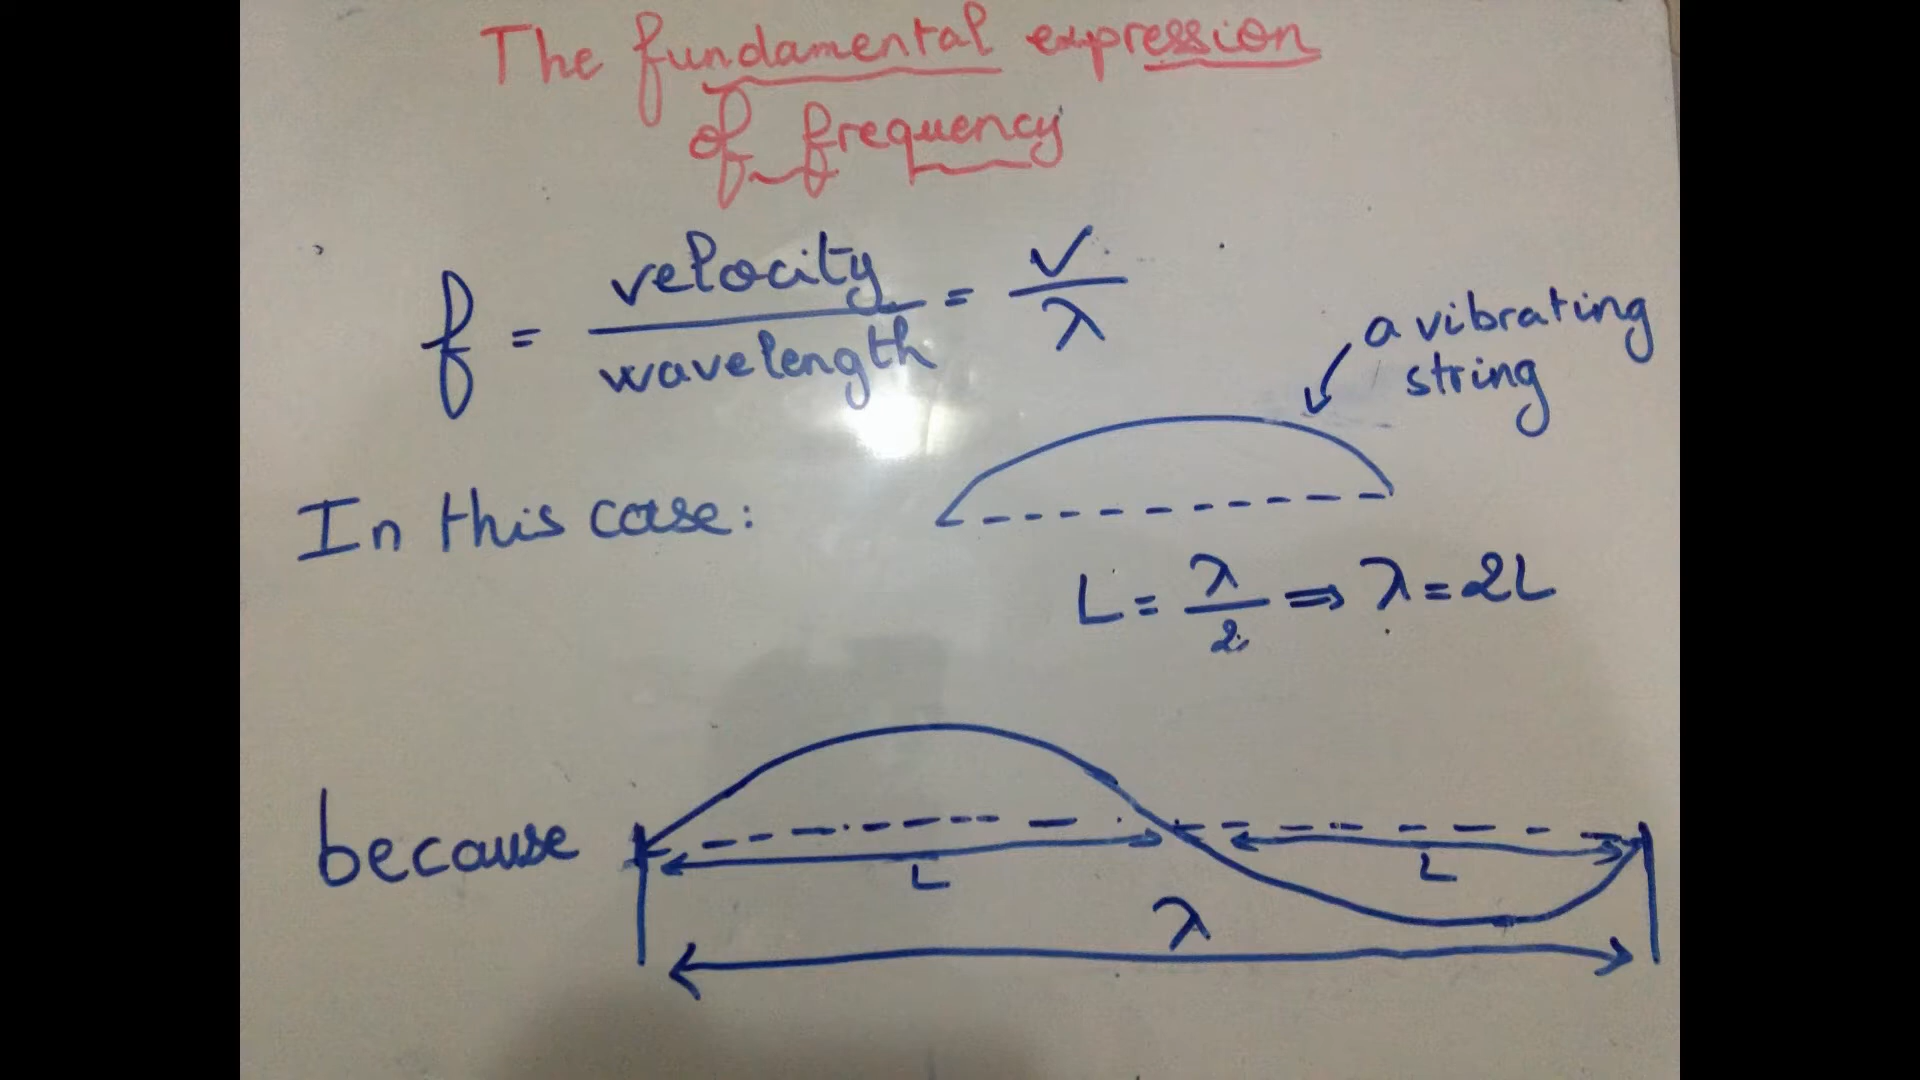 The fundamental expression
of frequency
f = velocity / wavelength = v / λ
a vibrating
string
In this case:
L = λ/2 ⇒ λ = 2L
because
L
L
λ